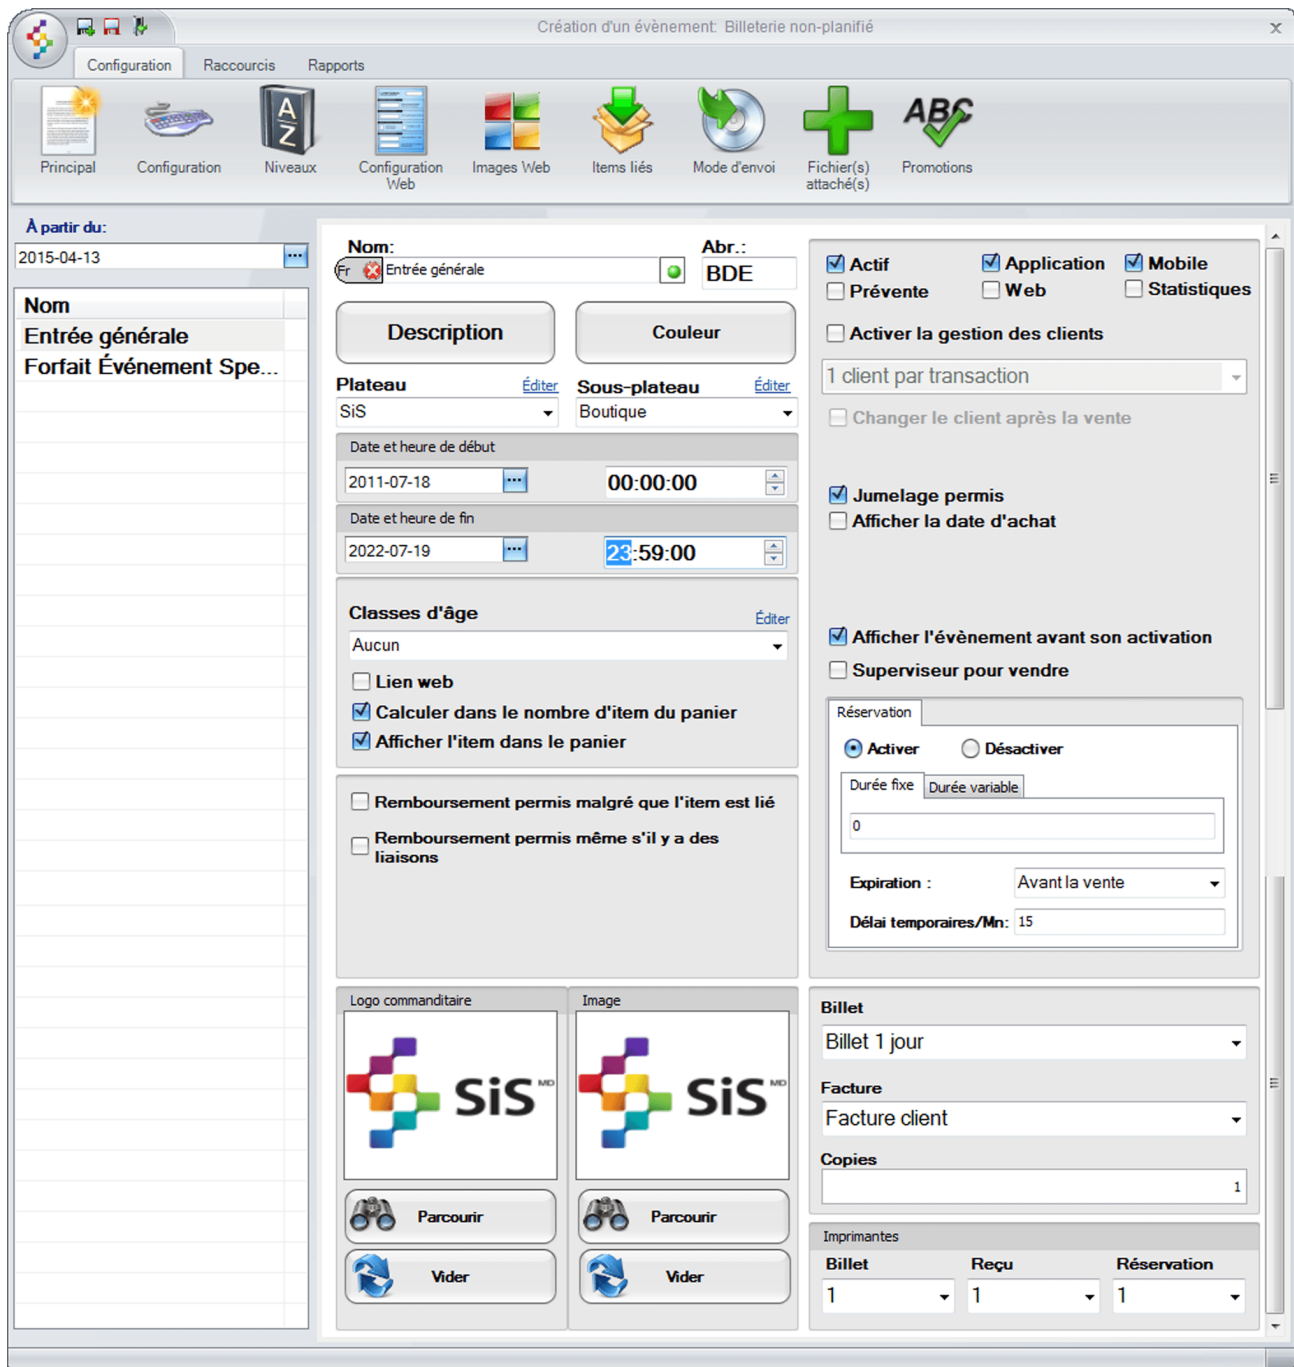 Création d'un évènement: Billeterie non-planifié
x
Configuration Raccourcis Rapports
Principal Configuration Niveaux Configuration Web Images Web Items liés Mode d'envoi Fichier(s) attaché(s) Promotions
À partir du:
2015-04-13
Nom
Entrée générale
Forfait Événement Spe...
Nom: Abr.:
Fr Entrée générale BDE
Description Couleur
Plateau Éditer Sous-plateau Éditer
SiS Boutique
Date et heure de début
2011-07-18 00:00:00
Date et heure de fin
2022-07-19 23:59:00
Classes d'âge Éditer
Aucun
Lien web
Calculer dans le nombre d'item du panier
Afficher l'item dans le panier
Remboursement permis malgré que l'item est lié
Remboursement permis même s'il y a des
liaisons
Logo commanditaire Image
SiS MD SiS MD
Parcourir Parcourir
Vider Vider
Actif Application Mobile
Prévente Web Statistiques
Activer la gestion des clients
1 client par transaction
Changer le client après la vente
Jumelage permis
Afficher la date d'achat
Afficher l'évènement avant son activation
Superviseur pour vendre
Réservation
Activer Désactiver
Durée fixe Durée variable
0
Expiration : Avant la vente
Délai temporaires/Mn: 15
Billet
Billet 1 jour
Facture
Facture client
Copies
1
Imprimantes
Billet Reçu Réservation
1 1 1